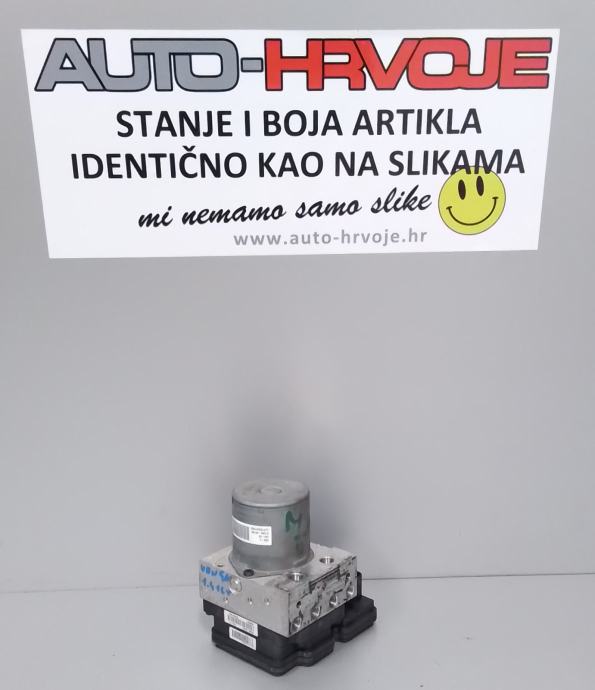 AUTO-HRVOJE
STANJE I BOJA ARTIKLA
IDENTIČNO KAO NA SLIKAMA
mi nemamo samo slike
www.auto-hrvoje.hr